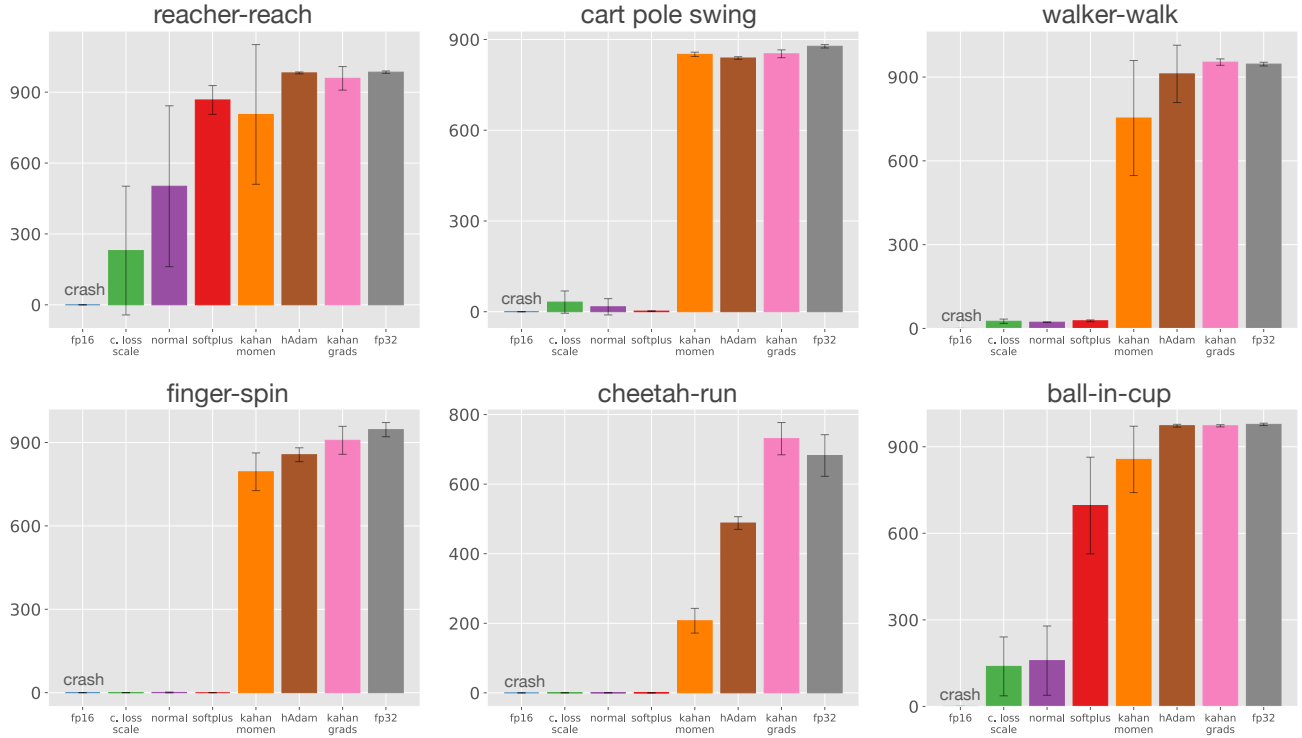 reacher-reach
900
600
300
0
crash
fp16
c. loss
scale
normal
softplus
kahan
momen
hAdam
kahan
grads
fp32
cart pole swing
900
600
300
0
crash
fp16
c. loss
scale
normal
softplus
kahan
momen
hAdam
kahan
grads
fp32
walker-walk
900
600
300
0
crash
fp16
c. loss
scale
normal
softplus
kahan
momen
hAdam
kahan
grads
fp32
finger-spin
900
600
300
0
crash
fp16
c. loss
scale
normal
softplus
kahan
momen
hAdam
kahan
grads
fp32
cheetah-run
800
600
400
200
0
crash
fp16
c. loss
scale
normal
softplus
kahan
momen
hAdam
kahan
grads
fp32
ball-in-cup
900
600
300
0
crash
fp16
c. loss
scale
normal
softplus
kahan
momen
hAdam
kahan
grads
fp32